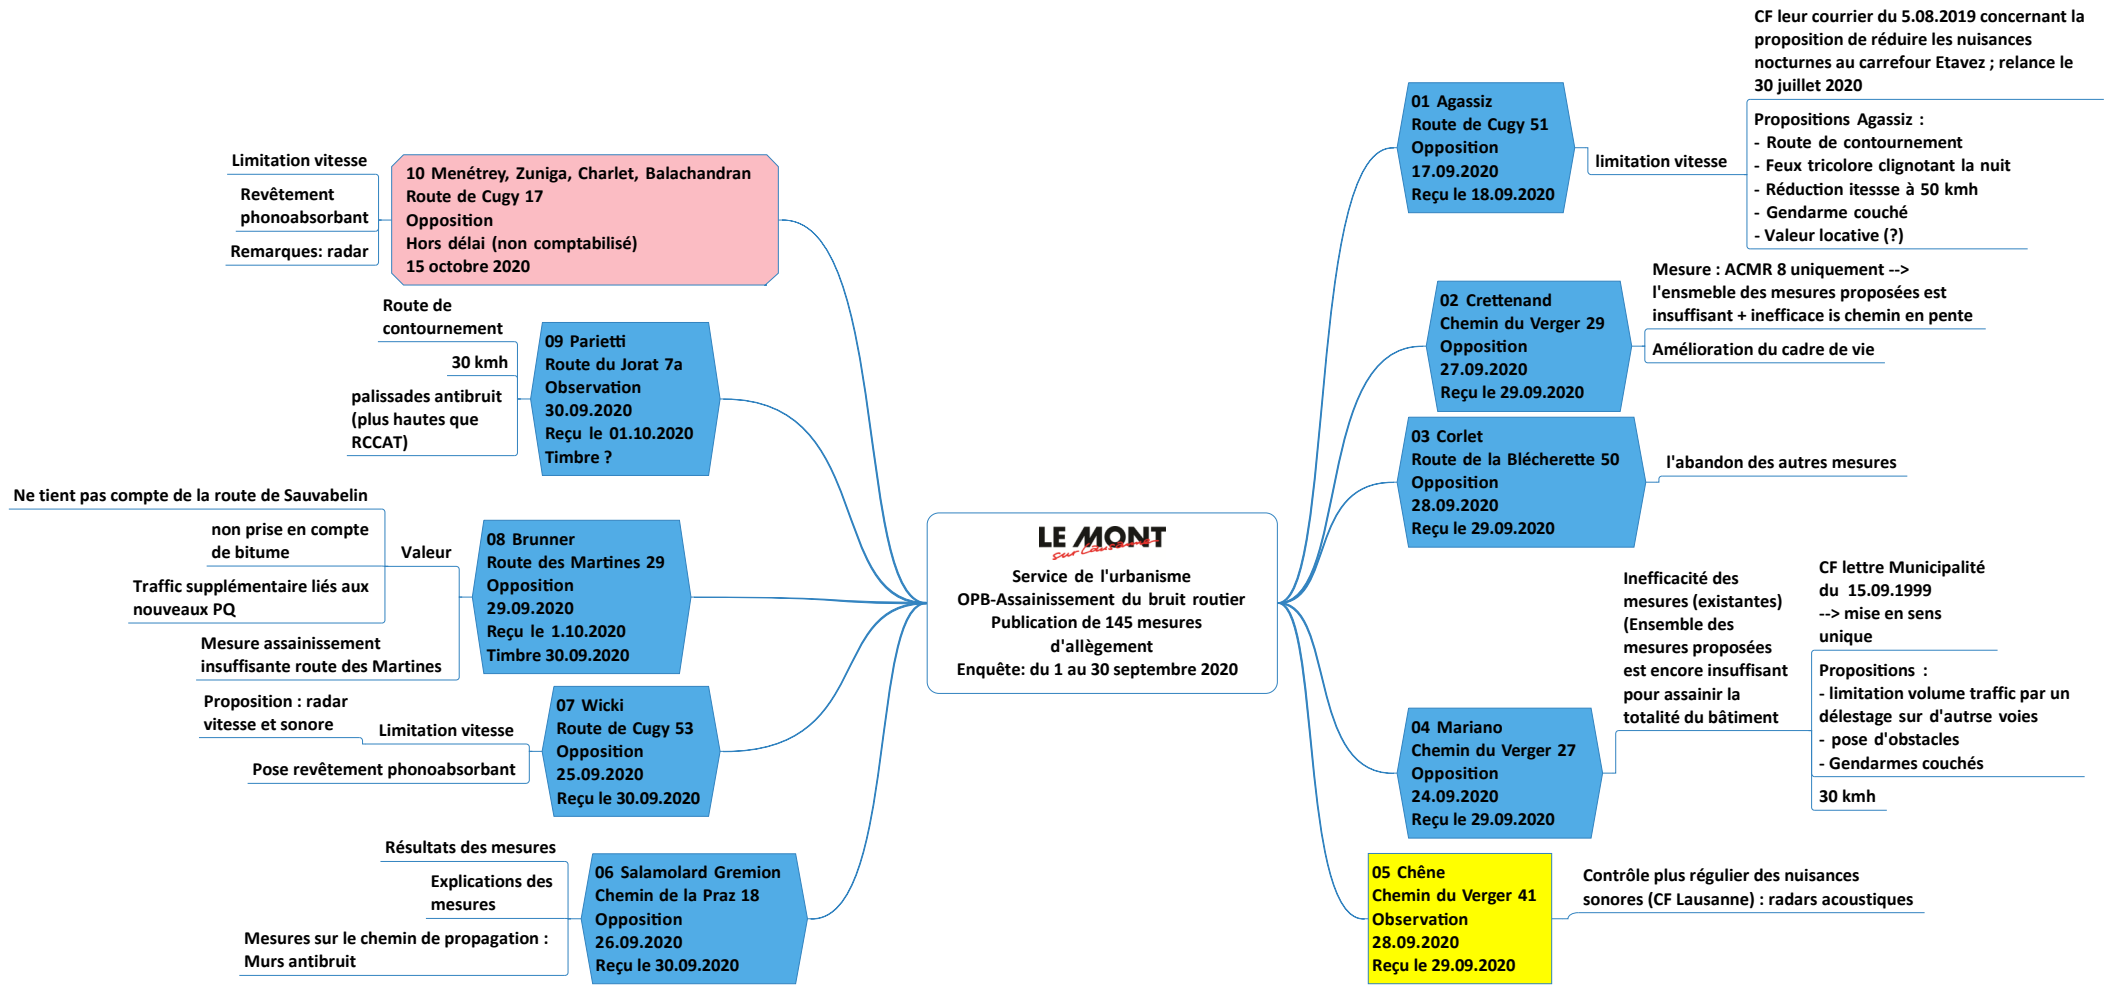 LE MONT
sur Lausanne
Service de l'urbanisme
OPB-Assainissement du bruit routier
Publication de 145 mesures
d'allègement
Enquête: du 1 au 30 septembre 2020
01 Agassiz
Route de Cugy 51
Opposition
17.09.2020
Reçu le 18.09.2020
limitation vitesse
CF leur courrier du 5.08.2019 concernant la
proposition de réduire les nuisances
nocturnes au carrefour Etavez ; relance le
30 juillet 2020
Propositions Agassiz :
- Route de contournement
- Feux tricolore clignotant la nuit
- Réduction itessse à 50 kmh
- Gendarme couché
- Valeur locative (?)
02 Crettenand
Chemin du Verger 29
Opposition
27.09.2020
Reçu le 29.09.2020
Mesure : ACMR 8 uniquement -->
l'ensmeble des mesures proposées est
insuffisant + inefficace is chemin en pente
Amélioration du cadre de vie
03 Corlet
Route de la Blécherette 50
Opposition
28.09.2020
Reçu le 29.09.2020
l'abandon des autres mesures
04 Mariano
Chemin du Verger 27
Opposition
24.09.2020
Reçu le 29.09.2020
Inefficacité des
mesures (existantes)
(Ensemble des
mesures proposées
est encore insuffisant
pour assainir la
totalité du bâtiment
CF lettre Municipalité
du 15.09.1999
--> mise en sens
unique
Propositions :
- limitation volume traffic par un
délestage sur d'autrse voies
- pose d'obstacles
- Gendarmes couchés
30 kmh
05 Chêne
Chemin du Verger 41
Observation
28.09.2020
Reçu le 29.09.2020
Contrôle plus régulier des nuisances
sonores (CF Lausanne) : radars acoustiques
06 Salamolard Gremion
Chemin de la Praz 18
Opposition
26.09.2020
Reçu le 30.09.2020
Résultats des mesures
Explications des
mesures
Mesures sur le chemin de propagation :
Murs antibruit
07 Wicki
Route de Cugy 53
Opposition
25.09.2020
Reçu le 30.09.2020
Limitation vitesse
Proposition : radar
vitesse et sonore
Pose revêtement phonoabsorbant
08 Brunner
Route des Martines 29
Opposition
29.09.2020
Reçu le 1.10.2020
Timbre 30.09.2020
Valeur
Ne tient pas compte de la route de Sauvabelin
non prise en compte
de bitume
Traffic supplémentaire liés aux
nouveaux PQ
Mesure assainissement
insuffisante route des Martines
09 Parietti
Route du Jorat 7a
Observation
30.09.2020
Reçu le 01.10.2020
Timbre ?
Route de
contournement
30 kmh
palissades antibruit
(plus hautes que
RCCAT)
10 Menétrey, Zuniga, Charlet, Balachandran
Route de Cugy 17
Opposition
Hors délai (non comptabilisé)
15 octobre 2020
Limitation vitesse
Revêtement
phonoabsorbant
Remarques: radar